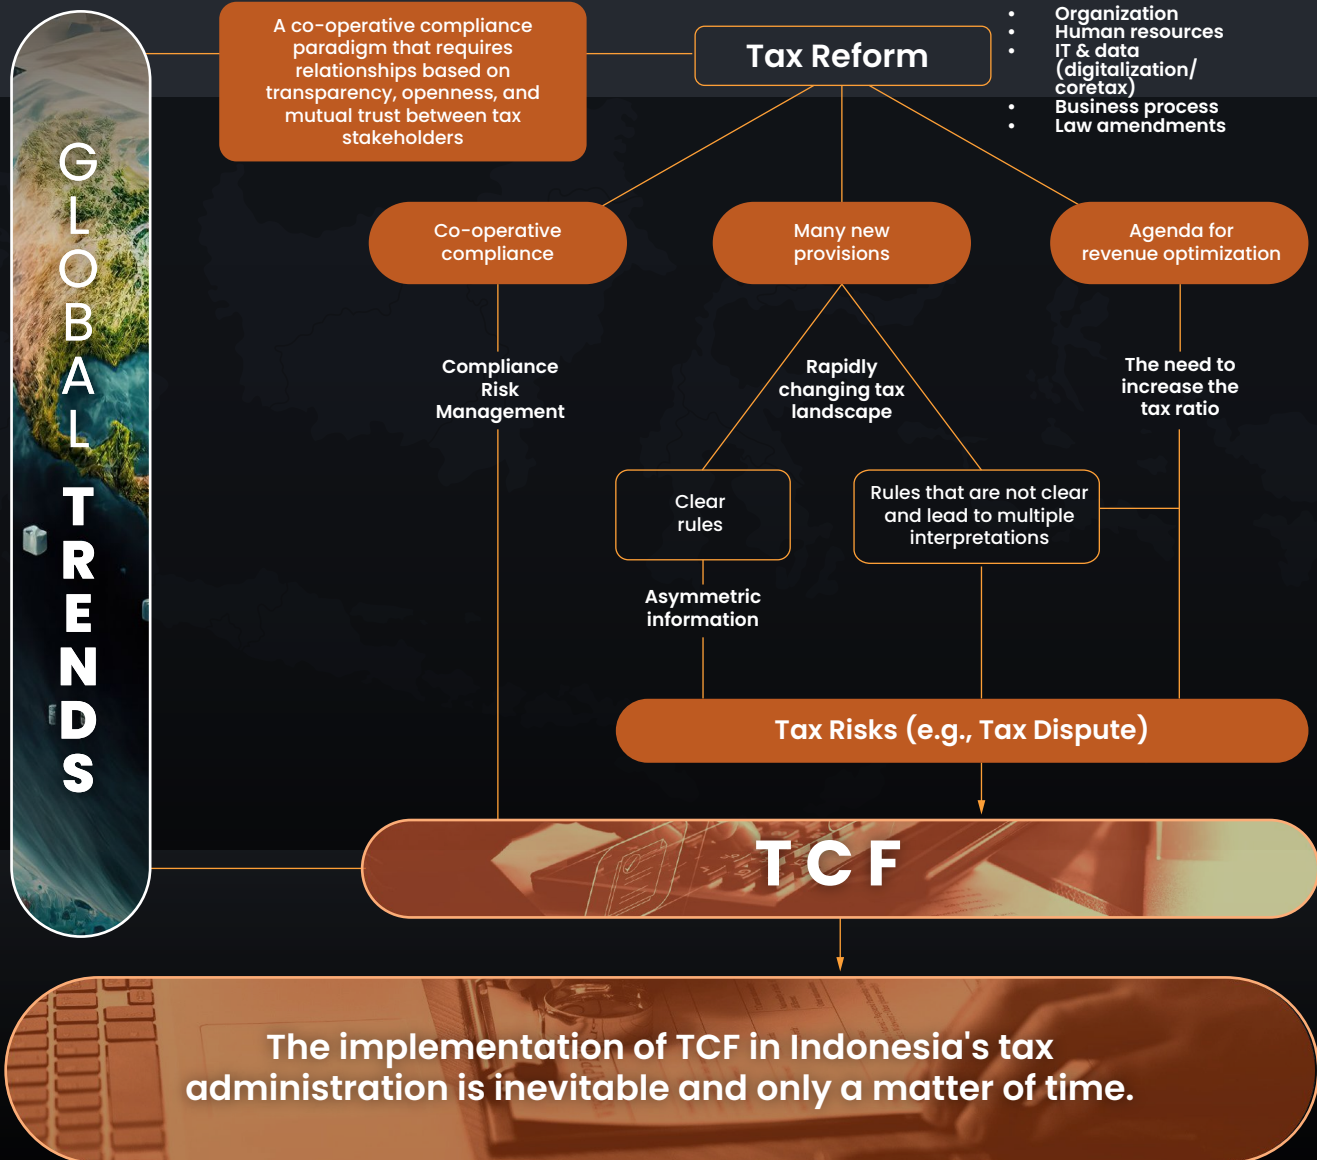 GLOBAL
TRENDS
A co-operative compliance
paradigm that requires
relationships based on
transparency, openness, and
mutual trust between tax
stakeholders
Tax Reform
• Organization
• Human resources
• IT & data
(digitalization/
coretax)
• Business process
• Law amendments
Co-operative
compliance
Many new
provisions
Agenda for
revenue optimization
Compliance
Risk
Management
Rapidly
changing tax
landscape
The need to
increase the
tax ratio
Clear
rules
Rules that are not clear
and lead to multiple
interpretations
Asymmetric
information
Tax Risks (e.g., Tax Dispute)
TCF
The implementation of TCF in Indonesia's tax
administration is inevitable and only a matter of time.